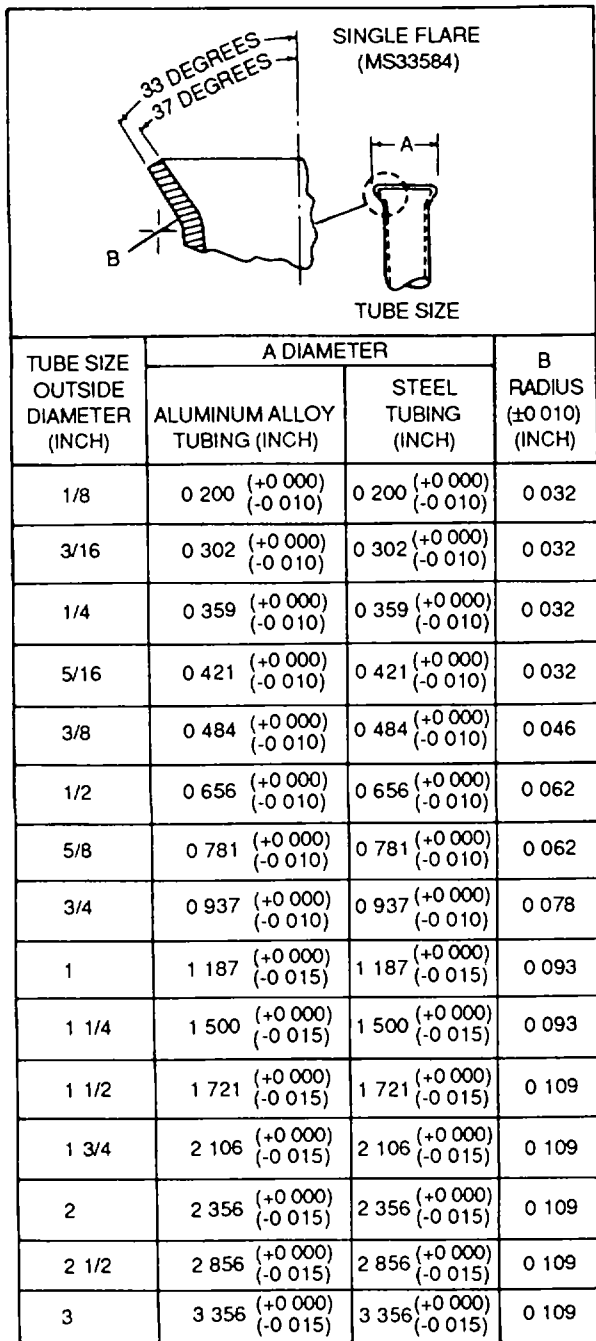 SINGLE FLARE
(MS33584)
33 DEGREES
37 DEGREES
A
B
TUBE SIZE
TUBE SIZE OUTSIDE DIAMETER (INCH)
A DIAMETER
ALUMINUM ALLOY TUBING (INCH)
STEEL TUBING (INCH)
B RADIUS (±0 010) (INCH)
1/8 0 200 (+0 000) (-0 010) 0 200 (+0 000) (-0 010) 0 032
3/16 0 302 (+0 000) (-0 010) 0 302 (+0 000) (-0 010) 0 032
1/4 0 359 (+0 000) (-0 010) 0 359 (+0 000) (-0 010) 0 032
5/16 0 421 (+0 000) (-0 010) 0 421 (+0 000) (-0 010) 0 032
3/8 0 484 (+0 000) (-0 010) 0 484 (+0 000) (-0 010) 0 046
1/2 0 656 (+0 000) (-0 010) 0 656 (+0 000) (-0 010) 0 062
5/8 0 781 (+0 000) (-0 010) 0 781 (+0 000) (-0 010) 0 062
3/4 0 937 (+0 000) (-0 010) 0 937 (+0 000) (-0 010) 0 078
1 1 187 (+0 000) (-0 015) 1 187 (+0 000) (-0 015) 0 093
1 1/4 1 500 (+0 000) (-0 015) 1 500 (+0 000) (-0 015) 0 093
1 1/2 1 721 (+0 000) (-0 015) 1 721 (+0 000) (-0 015) 0 109
1 3/4 2 106 (+0 000) (-0 015) 2 106 (+0 000) (-0 015) 0 109
2 2 356 (+0 000) (-0 015) 2 356 (+0 000) (-0 015) 0 109
2 1/2 2 856 (+0 000) (-0 015) 2 856 (+0 000) (-0 015) 0 109
3 3 356 (+0 000) (-0 015) 3 356 (+0 000) (-0 015) 0 109